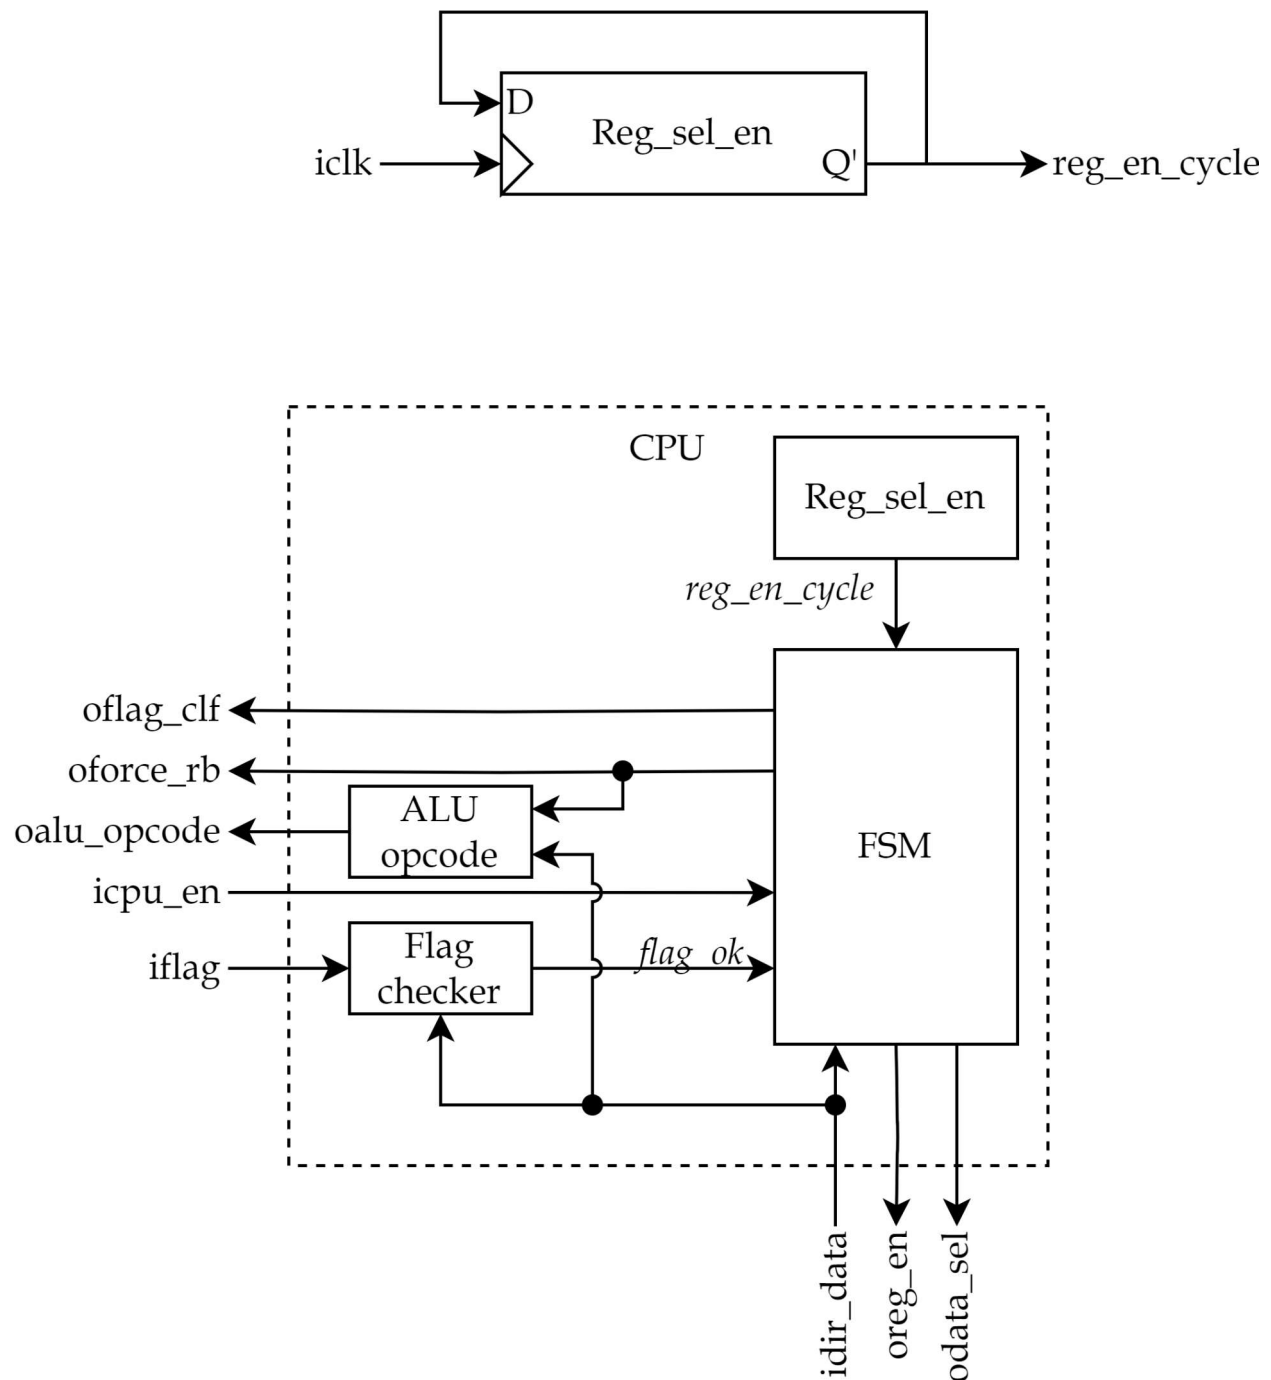 D
Reg_sel_en
iclk
Q'
reg_en_cycle
CPU
Reg_sel_en
reg_en_cycle
oflag_clf
oforce_rb
ALU
opcode
oalu_opcode
FSM
icpu_en
Flag
checker
flag_ok
iflag
idir_data
oreg_en
odata_sel